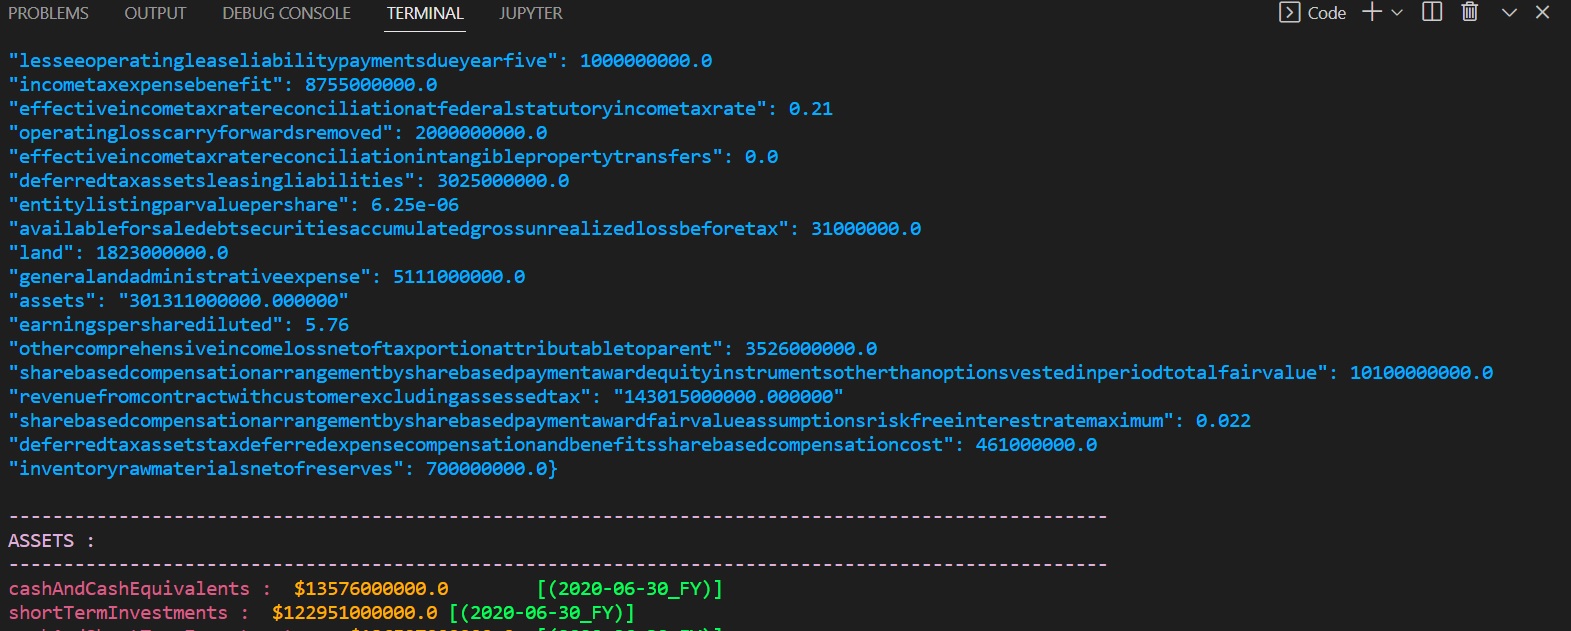 PROBLEMS OUTPUT DEBUG CONSOLE TERMINAL JUPYTER Code
"lesseeoperatingleaseliabilitypaymentsdueyearfive": 1000000000.0
"incometaxexpensebenefit": 8755000000.0
"effectiveincometaxratereconciliationatfederalstatutoryincometaxrate": 0.21
"operatinglosscarryforwardsremoved": 2000000000.0
"effectiveincometaxratereconciliationintangiblepropertytransfers": 0.0
"deferredtaxassetsleasingliabilities": 3025000000.0
"entitylistingparvaluepershare": 6.25e-06
"availableforsaledebtsecuritiesaccumulatedgrossunrealizedlossbeforetax": 31000000.0
"land": 1823000000.0
"generalandadministrativeexpense": 5111000000.0
"assets": "301311000000.000000"
"earningspersharediluted": 5.76
"othercomprehensiveincomelossnetoftaxportionattributabletoparent": 3526000000.0
"sharebasedcompensationarrangementbysharebasedpaymentawardequityinstrumentsotherthanoptionsvestedinperiodtotalfairvalue": 10100000000.0
"revenuefromcontractwithcustomerexcludingassessedtax": "143015000000.000000"
"sharebasedcompensationarrangementbysharebasedpaymentawardfairvalueassumptionsriskfreeinterestratemaximum": 0.022
"deferredtaxassetstaxdeferredexpensecompensationandbenefitssharebasedcompensationcost": 461000000.0
"inventoryrawmaterialsnetofreserves": 700000000.0}
----------------------------------------------------------------------------------------------------
ASSETS :
----------------------------------------------------------------------------------------------------
cashAndCashEquivalents : $13576000000.0 [(2020-06-30_FY)]
shortTermInvestments : $122951000000.0 [(2020-06-30_FY)]